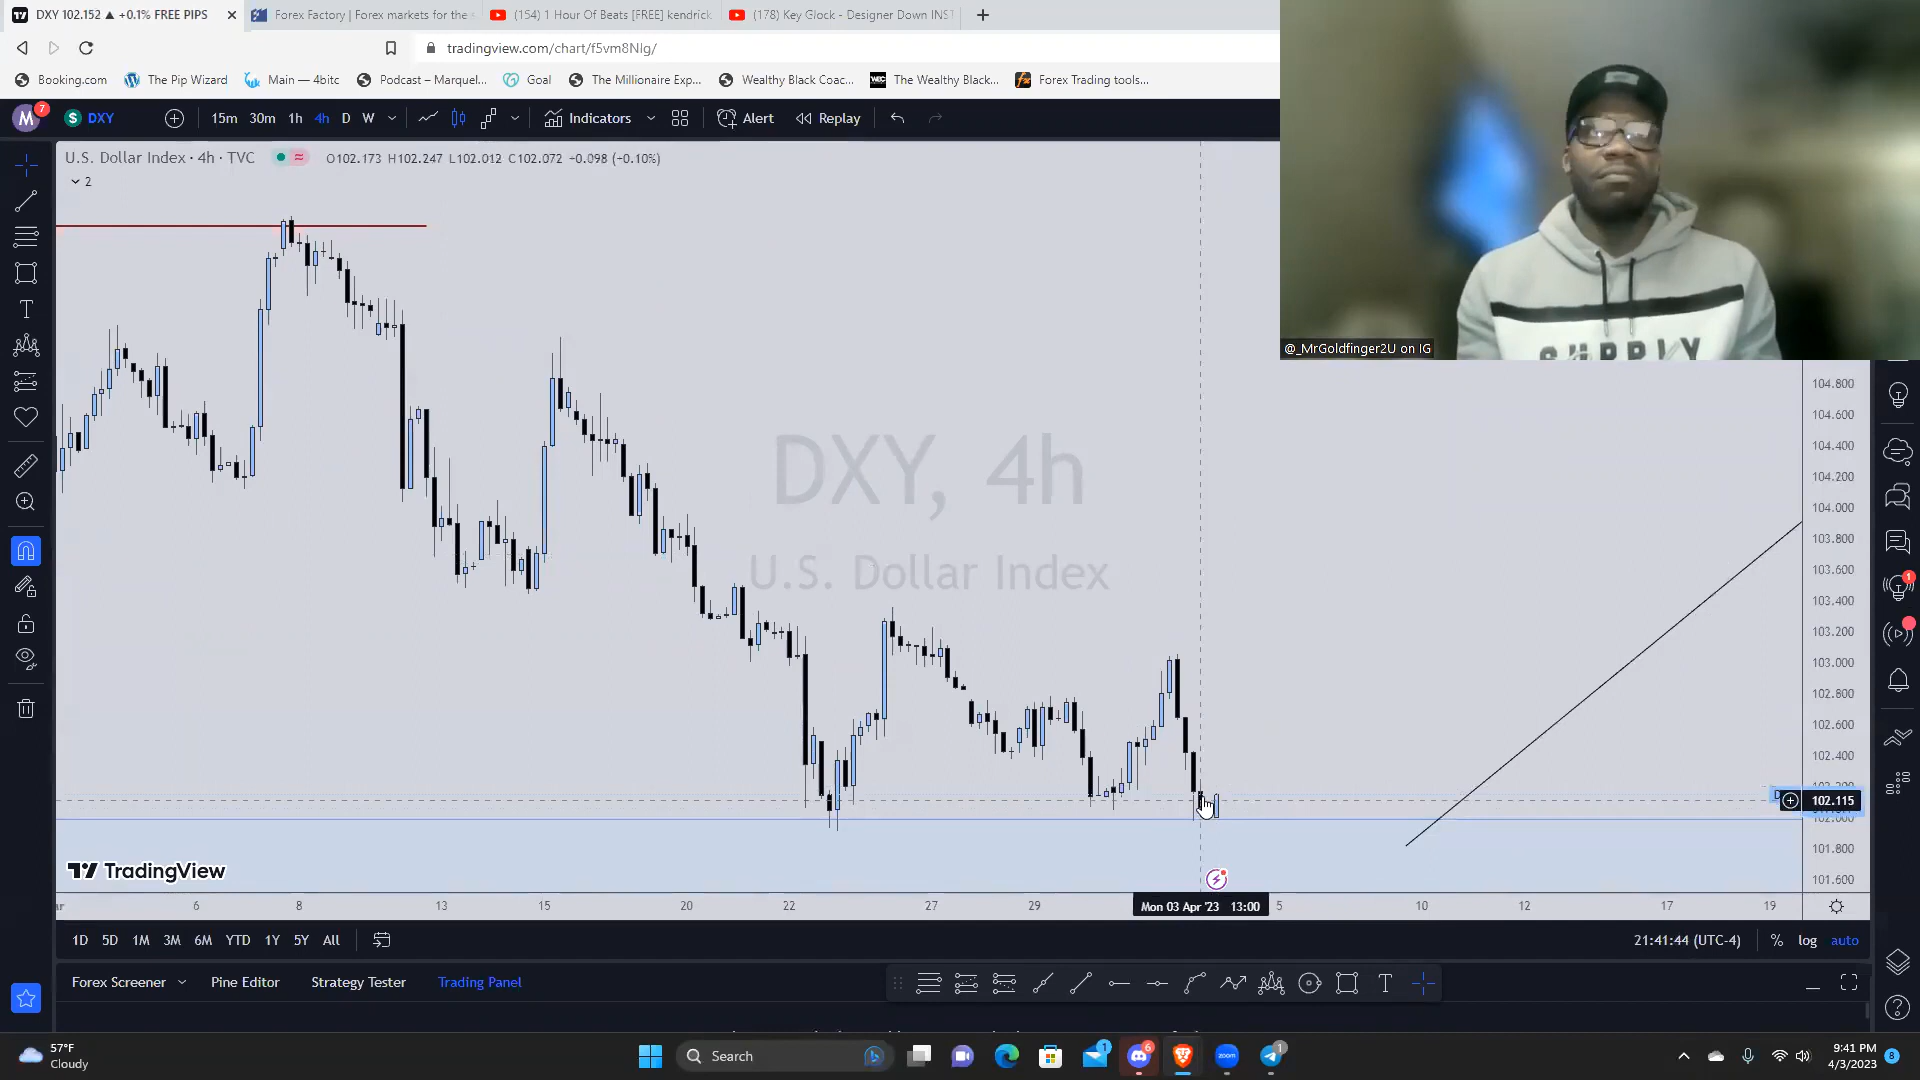 DXY 102.152 ▲ +0.1% FREE PIPS
Forex Factory | Forex markets for the s
(154) 1 Hour Of Beats [FREE] kendrick
(178) Key Glock - Designer Down INST
tradingview.com/chart/f5vm8Nlg/
Booking.com
The Pip Wizard
Main — 4bitc
Podcast – Marquel...
Goal
The Millionaire Exp...
Wealthy Black Coac...
WBC
The Wealthy Black...
Forex Trading tools...
M
7
DXY
15m 30m 1h 4h D W
Indicators
Alert
Replay
U.S. Dollar Index · 4h · TVC
O102.173 H102.247 L102.012 C102.072 +0.098 (+0.10%)
2
@_MrGoldfinger2U on IG
SUPPLY
DXY, 4h
U.S. Dollar Index
104.800
104.600
104.400
104.200
104.000
103.800
103.600
103.400
103.200
103.000
102.800
102.600
102.400
102.115
101.800
101.600
TradingView
6 8 13 15 20 22 27 29
Mon 03 Apr '23 13:00
5 10 12 17 19
1D 5D 1M 3M 6M YTD 1Y 5Y All
21:41:44 (UTC-4)
% log auto
Forex Screener
Pine Editor
Strategy Tester
Trading Panel
57°F
Cloudy
Search
9:41 PM
4/3/2023